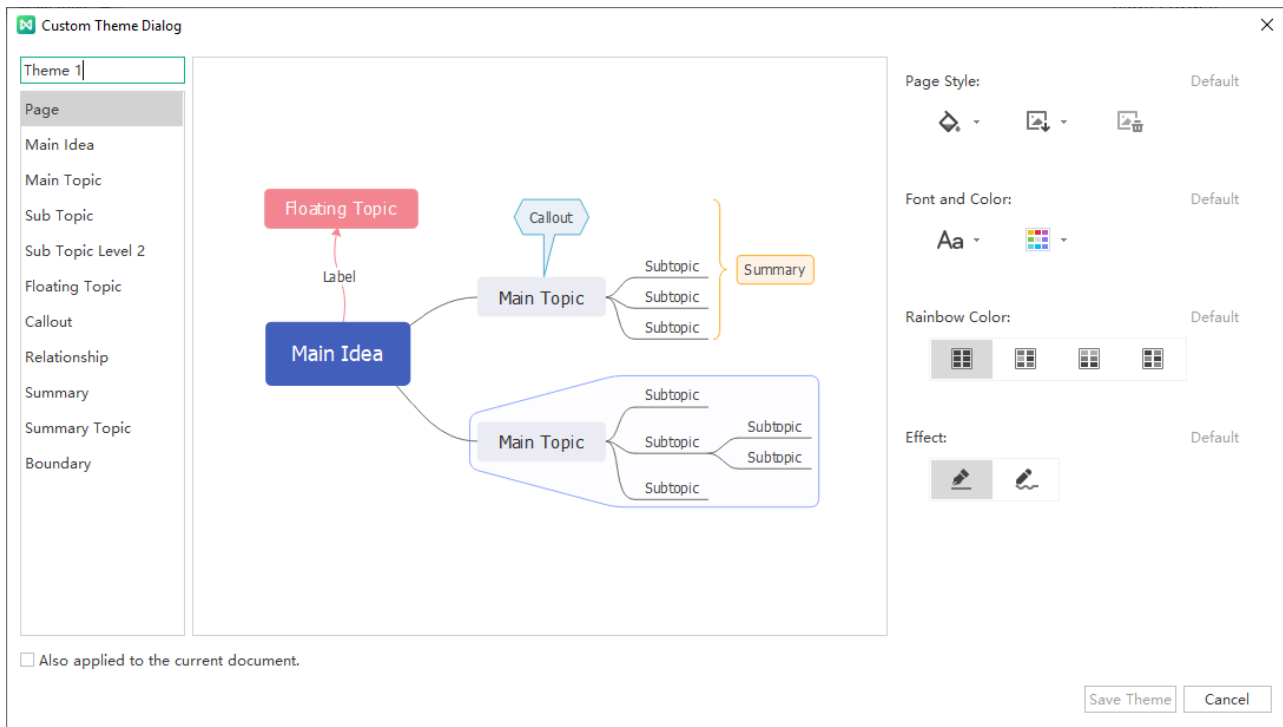 Custom Theme Dialog
Theme 1
Page
Main Idea
Main Topic
Sub Topic
Sub Topic Level 2
Floating Topic
Callout
Relationship
Summary
Summary Topic
Boundary
Floating Topic
Label
Main Idea
Callout
Main Topic
Subtopic
Subtopic
Subtopic
Summary
Main Topic
Subtopic
Subtopic
Subtopic
Subtopic
Subtopic
Page Style: Default
Font and Color: Default
Aa
Rainbow Color: Default
Effect: Default
Also applied to the current document.
Save Theme Cancel